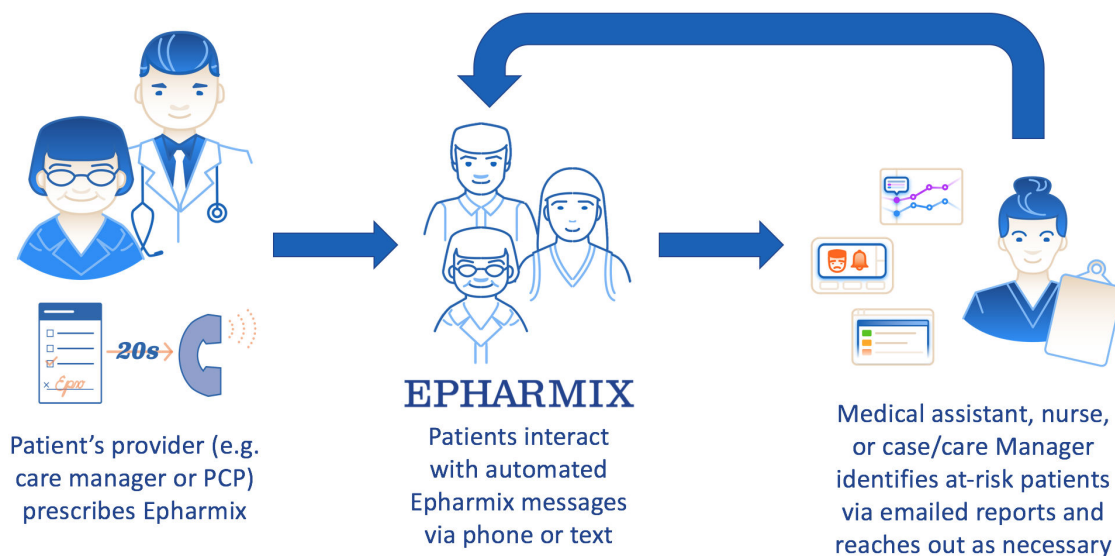 20s
× Epx
Patient's provider (e.g.
care manager or PCP)
prescribes Epharmix
EPHARMIX
Patients interact
with automated
Epharmix messages
via phone or text
Medical assistant, nurse,
or case/care Manager
identifies at-risk patients
via emailed reports and
reaches out as necessary